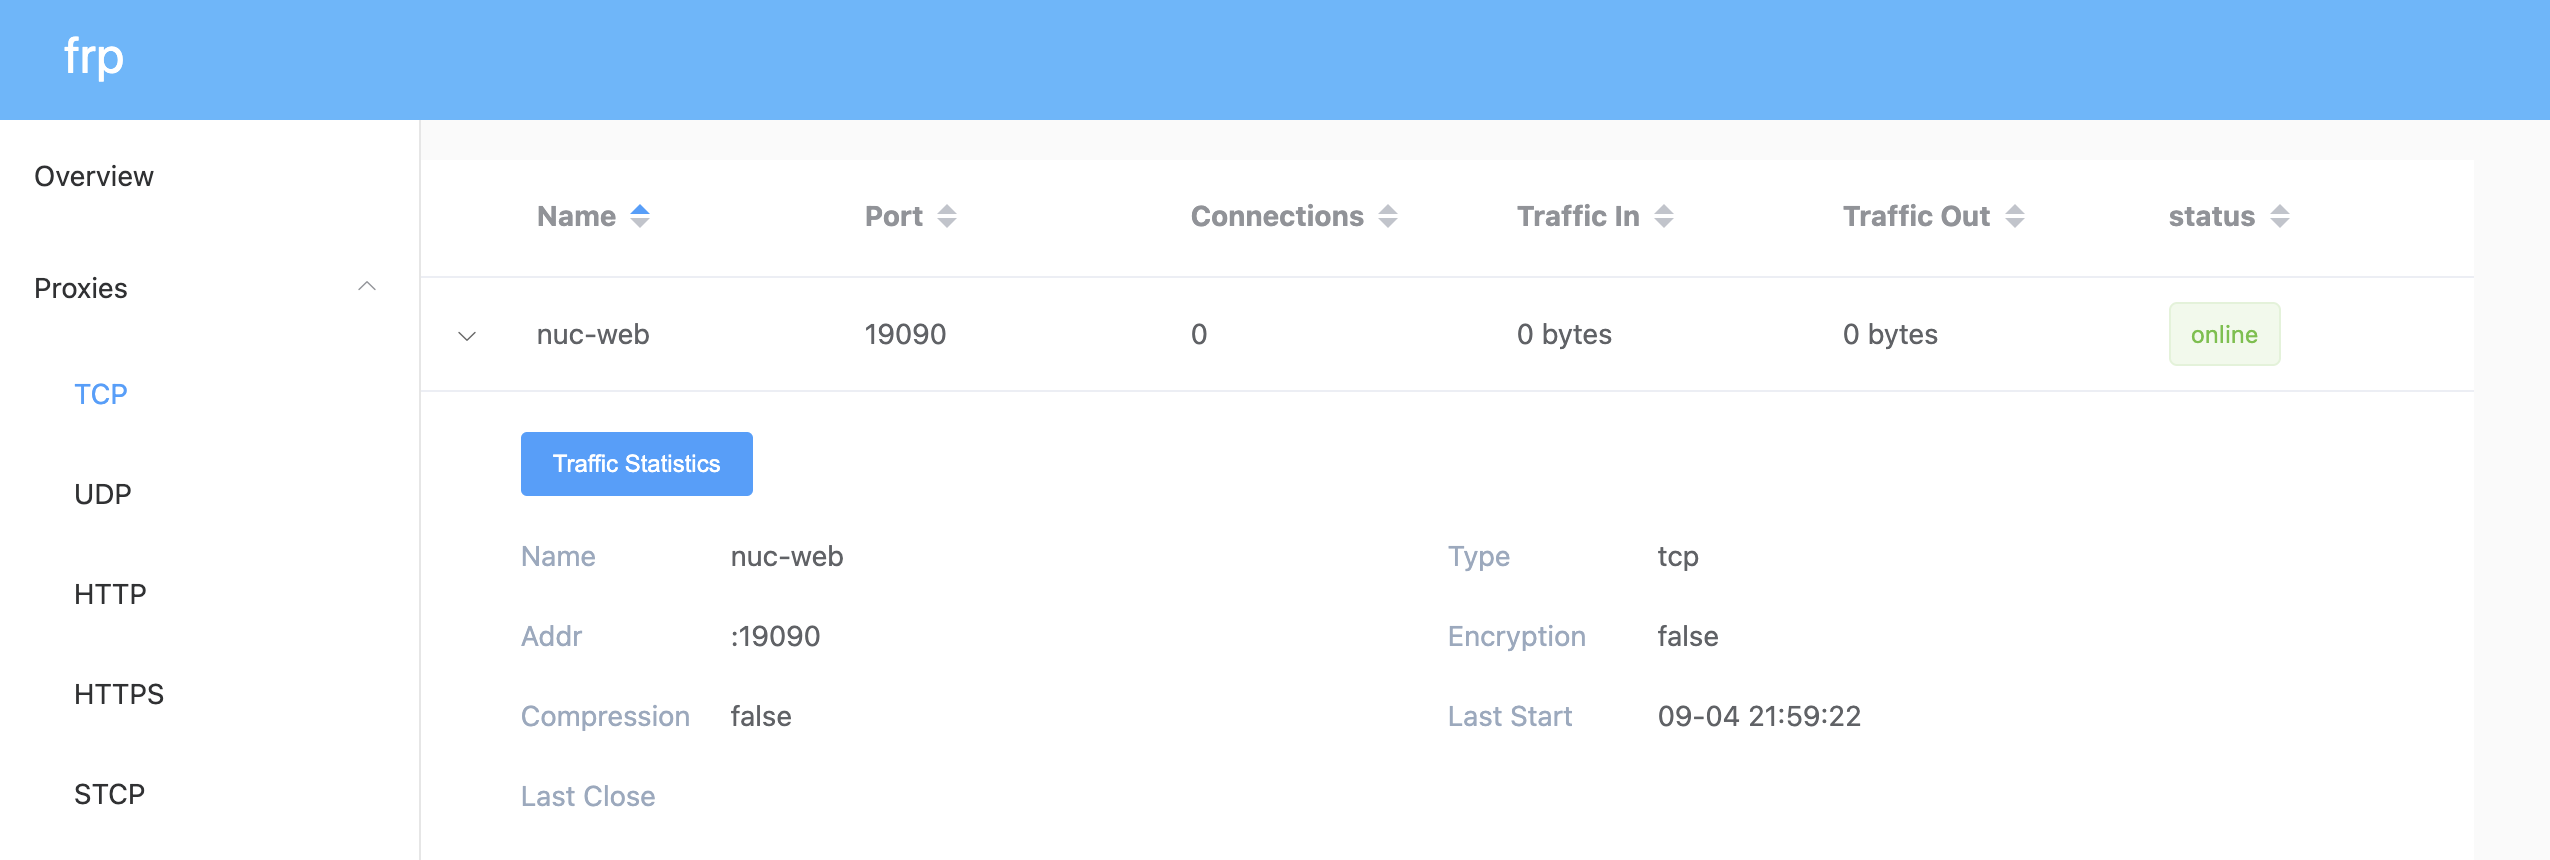 frp
Overview
Proxies
TCP
UDP
HTTP
HTTPS
STCP
Name Port Connections Traffic In Traffic Out status
nuc-web 19090 0 0 bytes 0 bytes online
Traffic Statistics
Name nuc-web Type tcp
Addr :19090 Encryption false
Compression false Last Start 09-04 21:59:22
Last Close